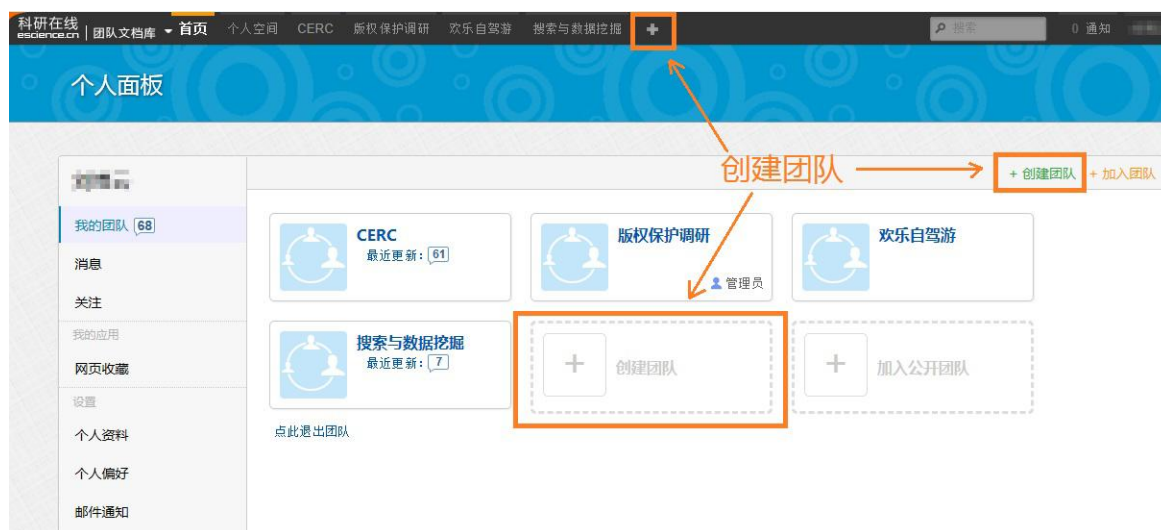 科研在线
escience.cn | 团队文档库 首页 个人空间 CERC 版权保护调研 欢乐自驾游 搜索与数据挖掘 + 搜索 0 通知
个人面板
创建团队
+ 创建团队 + 加入团队
我的团队 68
消息
关注
我的应用
网页收藏
设置
个人资料
个人偏好
邮件通知
CERC
最近更新: 61
版权保护调研
管理员
欢乐自驾游
搜索与数据挖掘
最近更新: 7
+ 创建团队
+ 加入公开团队
点此退出团队